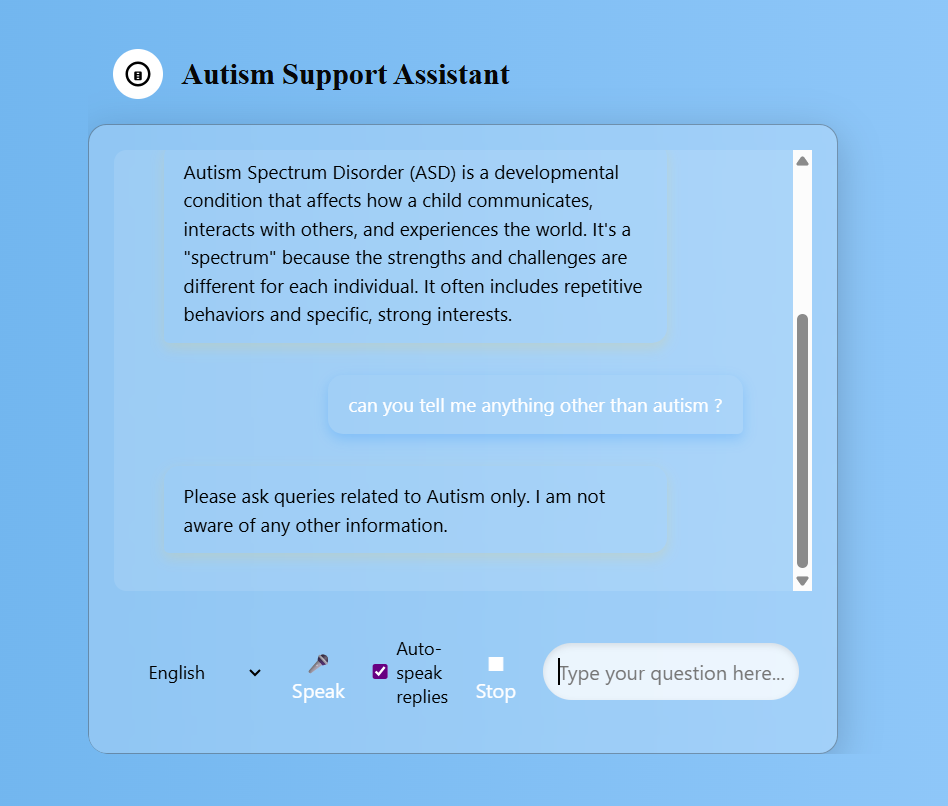 Autism Support Assistant
Autism Spectrum Disorder (ASD) is a developmental
condition that affects how a child communicates,
interacts with others, and experiences the world. It's a
"spectrum" because the strengths and challenges are
different for each individual. It often includes repetitive
behaviors and specific, strong interests.
can you tell me anything other than autism ?
Please ask queries related to Autism only. I am not
aware of any other information.
English
Speak
Auto-
speak
replies
Stop
Type your question here...